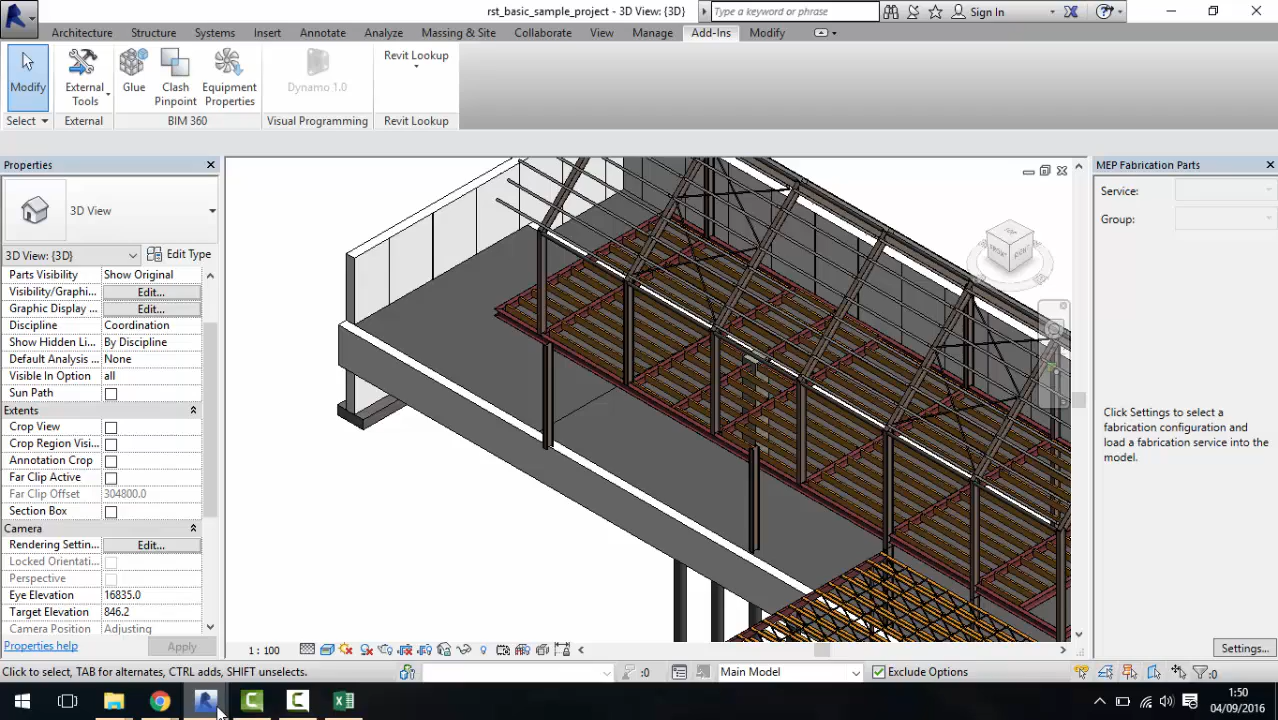 rst_basic_sample_project - 3D View: {3D}
Type a keyword or phrase
Sign In
Architecture Structure Systems Insert Annotate Analyze Massing & Site Collaborate View Manage Add-Ins Modify
Modify
External Tools
Glue
Clash Pinpoint
Equipment Properties
Dynamo 1.0
Revit Lookup
Select
External
BIM 360
Visual Programming
Revit Lookup
Properties
3D View
3D View: {3D}
Edit Type
Parts Visibility Show Original
Visibility/Graphi... Edit...
Graphic Display ... Edit...
Discipline Coordination
Show Hidden Li... By Discipline
Default Analysis ... None
Visible In Option all
Sun Path
Extents
Crop View
Crop Region Visi...
Annotation Crop
Far Clip Active
Far Clip Offset 304800.0
Section Box
Camera
Rendering Settin... Edit...
Locked Orientati...
Perspective
Eye Elevation 16835.0
Target Elevation 846.2
Camera Position Adjusting
Properties help
Apply
TOP
FRONT
RIGHT
MEP Fabrication Parts
Service:
Group:
Click Settings to select a
fabrication configuration and
load a fabrication service into the
model.
Settings...
1 : 100
Click to select, TAB for alternates, CTRL adds, SHIFT unselects.
:0
Main Model
Exclude Options
:0
1:50
04/09/2016